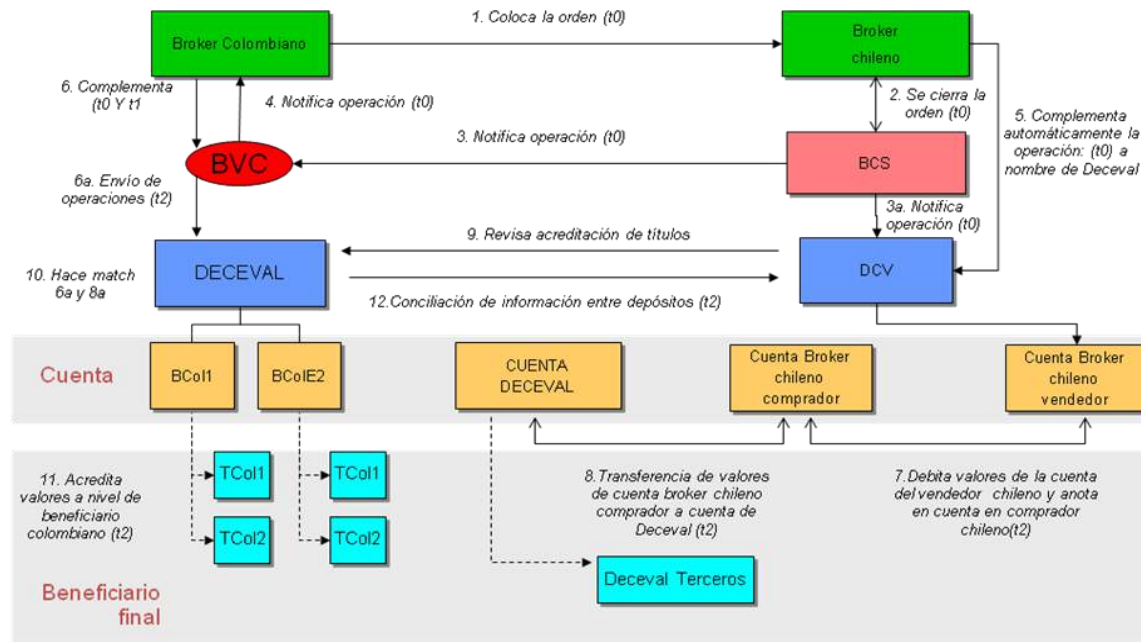 1. Coloca la orden (t0)
Broker Colombiano
Broker
chileno
6. Complementa
(t0 Y t1
4. Notifica operación (t0)
2. Se cierra la
orden (t0)
5. Complementa
automáticamente la
operación: (t0) a
nombre de Deceval
3. Notifica operación (t0)
BVC
BCS
6a. Envío de
operaciones (t2)
3a. Notifica
operación (t0)
9. Revisa acreditación de títulos
10. Hace match
6a y 8a
DECEVAL
DCV
12.Conciliación de información entre depósitos (t2)
Cuenta
BCol1
BColE2
CUENTA
DECEVAL
Cuenta Broker
chileno
comprador
Cuenta Broker
chileno
vendedor
11. Acredita
valores a nivel de
beneficiario
colombiano (t2)
TCol1
TCol1
TCol2
TCol2
8.Transferencia de valores
de cuenta broker chileno
comprador a cuenta de
Deceval (t2)
7.Debita valores de la cuenta
del vendedor chileno y anota
en cuenta en comprador
chileno(t2)
Deceval Terceros
Beneficiario
final